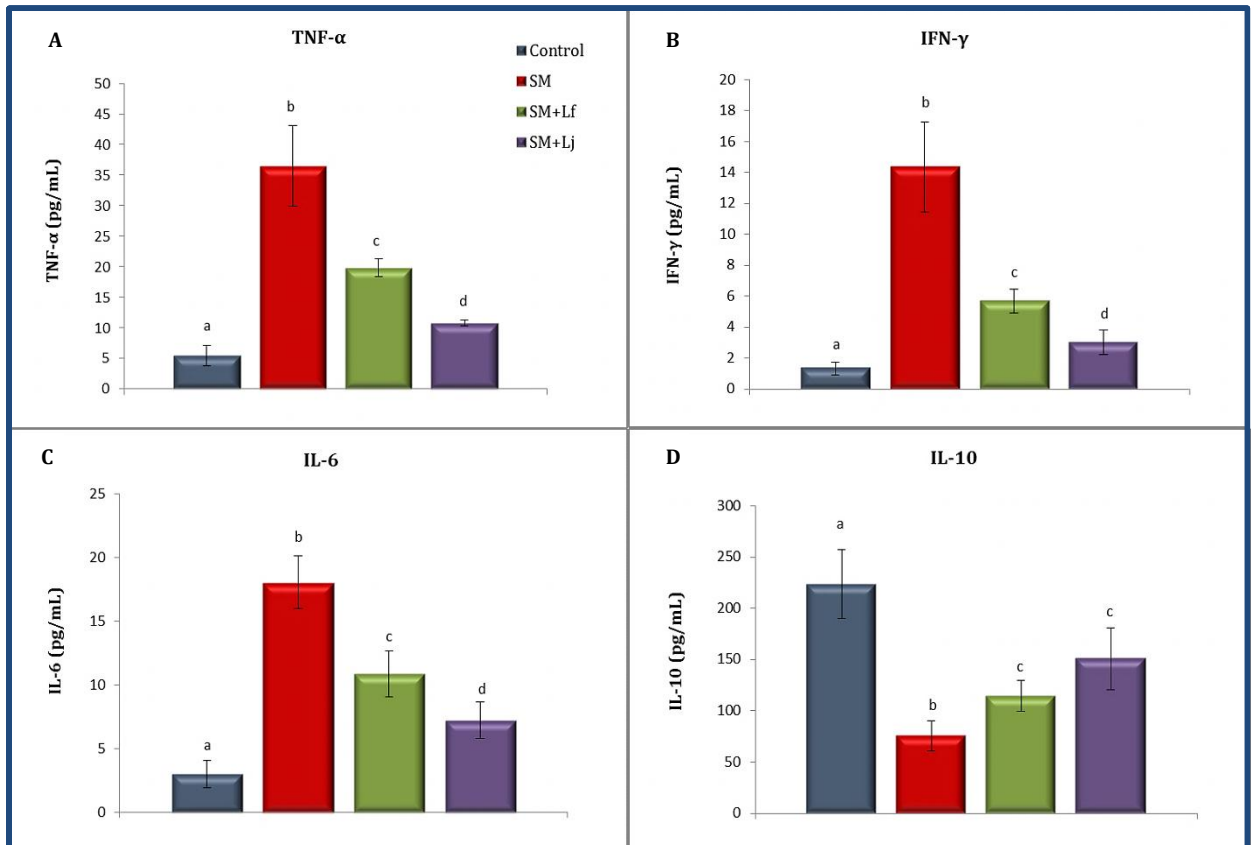 A
TNF-α
Control
SM
SM+Lf
SM+Lj
TNF-α (pg/mL)
50
45
40
35
30
25
20
15
10
5
0
a
b
c
d
B
IFN-γ
IFN-γ (pg/mL)
20
18
16
14
12
10
8
6
4
2
0
a
b
c
d
C
IL-6
IL-6 (pg/mL)
25
20
15
10
5
0
a
b
c
d
D
IL-10
IL-10 (pg/mL)
300
250
200
150
100
50
0
a
b
c
c